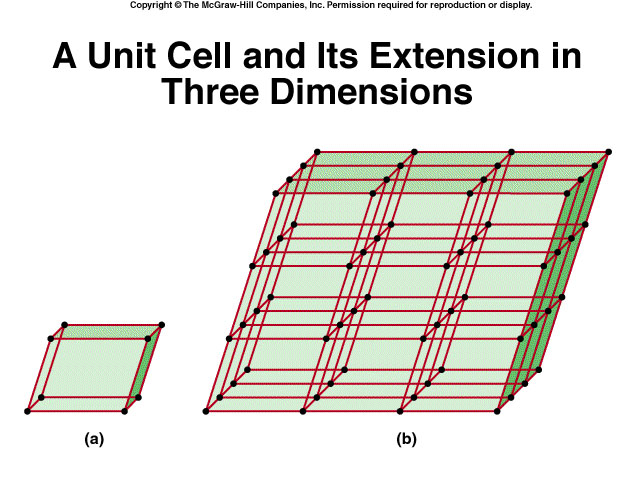 Copyright © The McGraw-Hill Companies, Inc. Permission required for reproduction or display.
A Unit Cell and Its Extension in
Three Dimensions
(a)
(b)